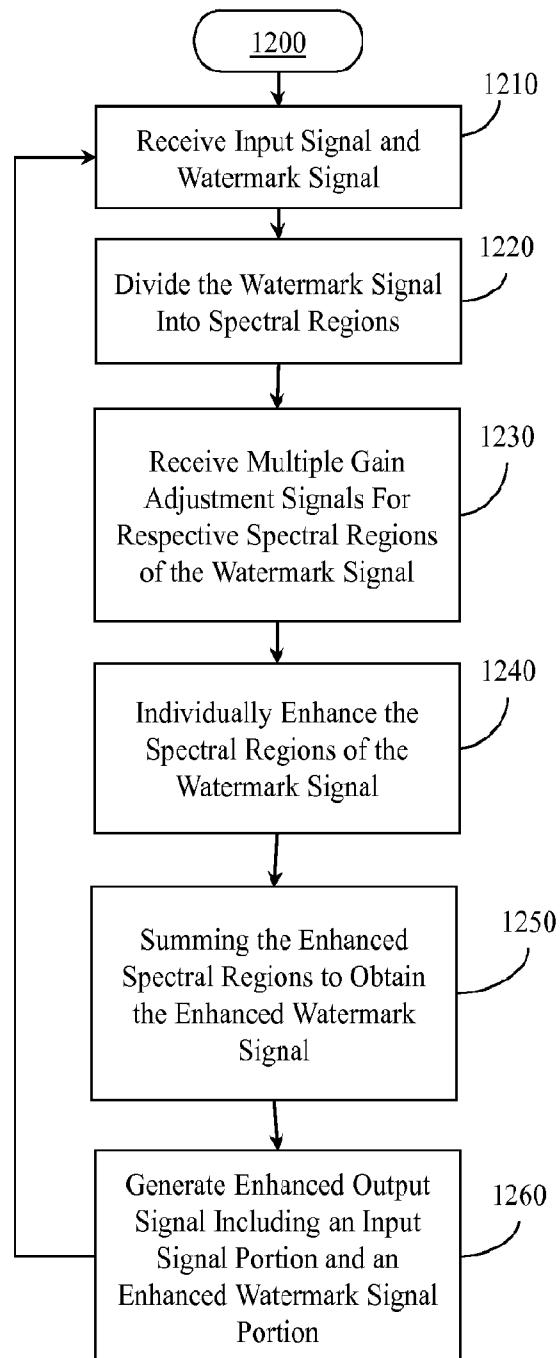 1200
1210
Receive Input Signal and
Watermark Signal
1220
Divide the Watermark Signal
Into Spectral Regions
1230
Receive Multiple Gain
Adjustment Signals For
Respective Spectral Regions
of the Watermark Signal
1240
Individually Enhance the
Spectral Regions of the
Watermark Signal
1250
Summing the Enhanced
Spectral Regions to Obtain
the Enhanced Watermark
Signal
1260
Generate Enhanced Output
Signal Including an Input
Signal Portion and an
Enhanced Watermark Signal
Portion